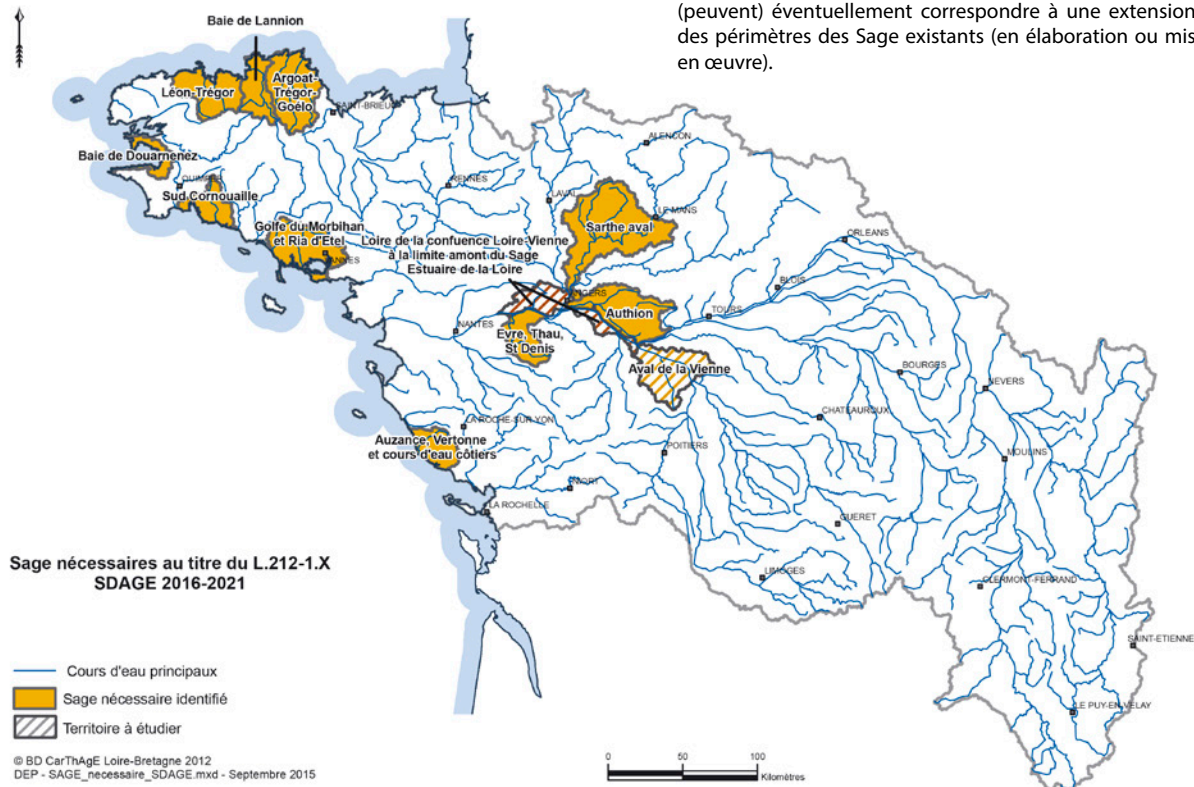 (peuvent) éventuellement correspondre à une extension
des périmètres des Sage existants (en élaboration ou mis
en œuvre).
Baie de Lannion
Léon-Trégor
Argoat-
Trégor-
Goëlo
SAINT-BRIEUC
ALENCON
Baie de Douarnenez
QUIMPER
Sud Cornouaille
RENNES
LAVAL
LE MANS
Sarthe aval
Golfe du Morbihan
et Ria d'Etel
VANNES
Loire de la confluence Loire-Vienne
à la limite amont du Sage
Estuaire de la Loire
ORLEANS
BLOIS
ANGERS
Authion
TOURS
NANTES
Evre, Thau,
St Denis
Aval de la Vienne
BOURGES
NEVERS
CHATEAUROUX
LA ROCHE-SUR-YON
Auzance, Vertonne
et cours d'eau côtiers
POITIERS
MOULINS
NIORT
LA ROCHELLE
GUERET
LIMOGES
CLERMONT-FERRAND
SAINT-ETIENNE
LE PUY-EN-VELAY
Sage nécessaires au titre du L.212-1.X
SDAGE 2016-2021
Cours d'eau principaux
Sage nécessaire identifié
Territoire à étudier
© BD CarThAgE Loire-Bretagne 2012
DEP - SAGE_necessaire_SDAGE.mxd - Septembre 2015
0 50 100
Kilomètres